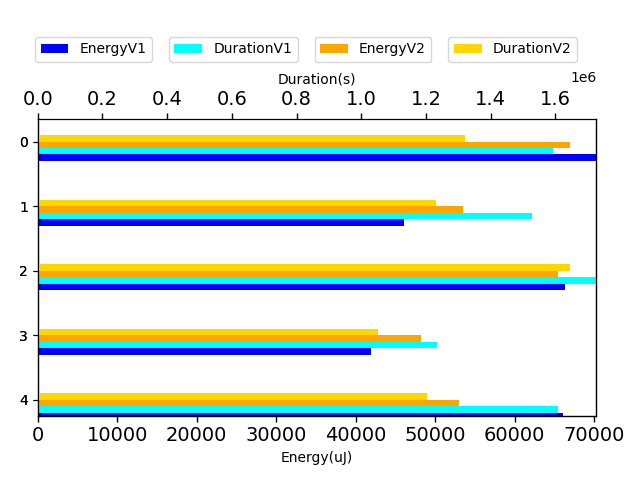 EnergyV1 DurationV1 EnergyV2 DurationV2
Duration(s)
1e6
0.0 0.2 0.4 0.6 0.8 1.0 1.2 1.4 1.6
0
1
2
3
4
0 10000 20000 30000 40000 50000 60000 70000
Energy(uJ)